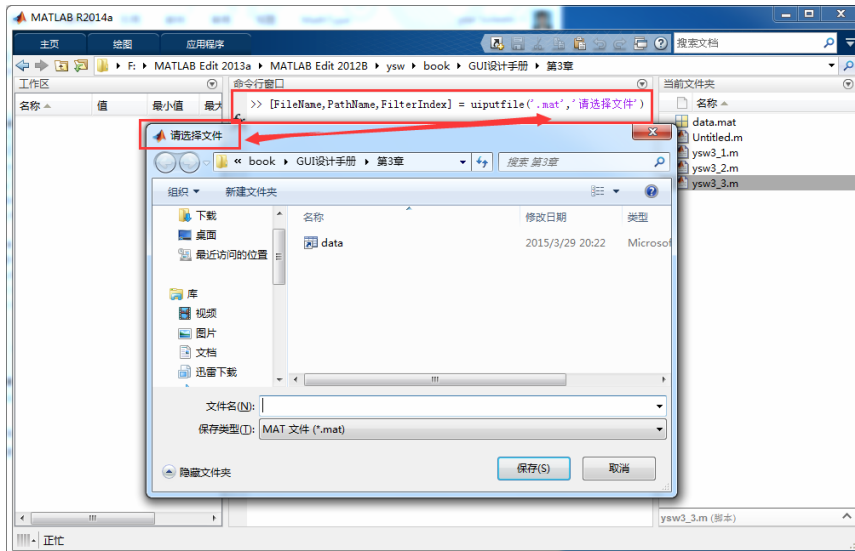 MATLAB R2014a
主页 绘图 应用程序 搜索文档
F: MATLAB Edit 2013a MATLAB Edit 2012B ysw book GUI设计手册 第3章
工作区 命令行窗口 当前文件夹
名称 值 最小值 最大 名称
>> [FileName,PathName,FilterIndex] = uiputfile('.mat','请选择文件')
data.mat
Untitled.m
ysw3_1.m
ysw3_2.m
ysw3_3.m
请选择文件
« book GUI设计手册 第3章 搜索 第3章
组织 新建文件夹
下载
桌面
最近访问的位置
库
视频
图片
文档
迅雷下载
名称 修改日期 类型
data 2015/3/29 20:22 Microsof
文件名(N):
保存类型(T): MAT 文件 (*.mat)
隐藏文件夹 保存(S) 取消
ysw3_3.m (脚本)
正忙